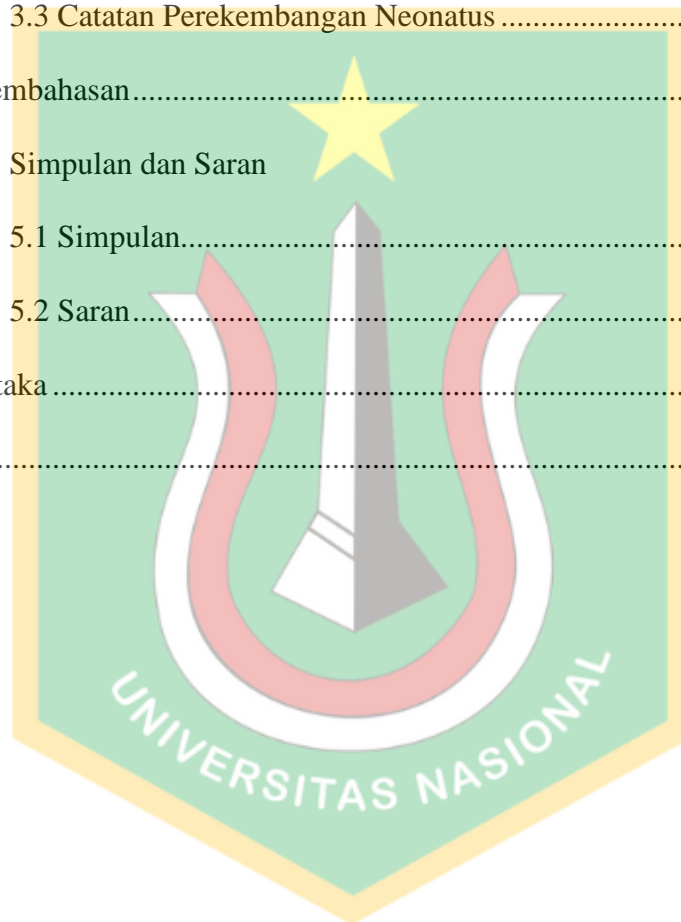 3.3 Catatan Perekembangan Neonatus ..............................
embahasan..............................................................................
Simpulan dan Saran
5.1 Simpulan......................................................................
5.2 Saran............................................................................
taka ........................................................................................
...............................................................................................
UNIVERSITAS NASIONAL